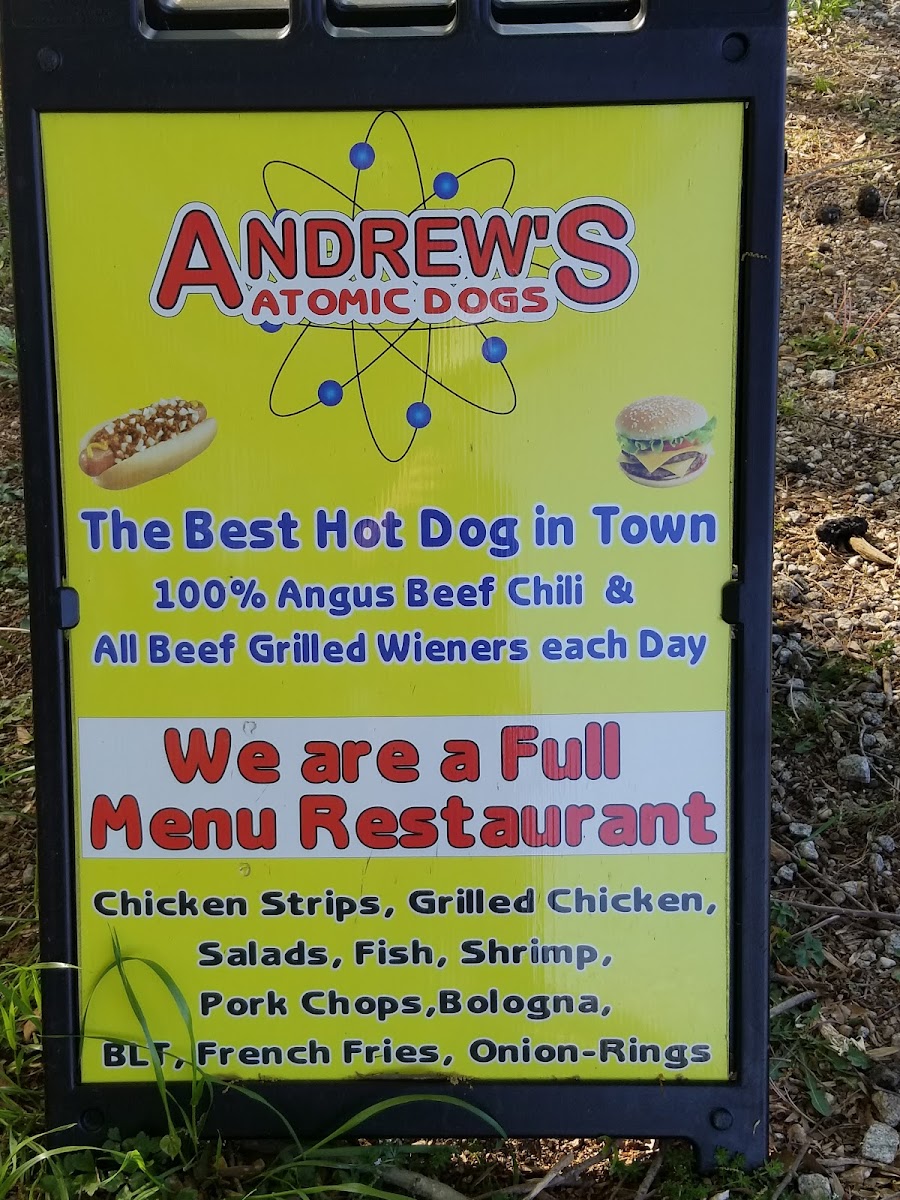 ANDREW'S
ATOMIC DOGS
The Best Hot Dog in Town
100% Angus Beef Chili &
All Beef Grilled Wieners each Day
We are a Full
Menu Restaurant
Chicken Strips, Grilled Chicken,
Salads, Fish, Shrimp,
Pork Chops,Bologna,
BLT, French Fries, Onion-Rings